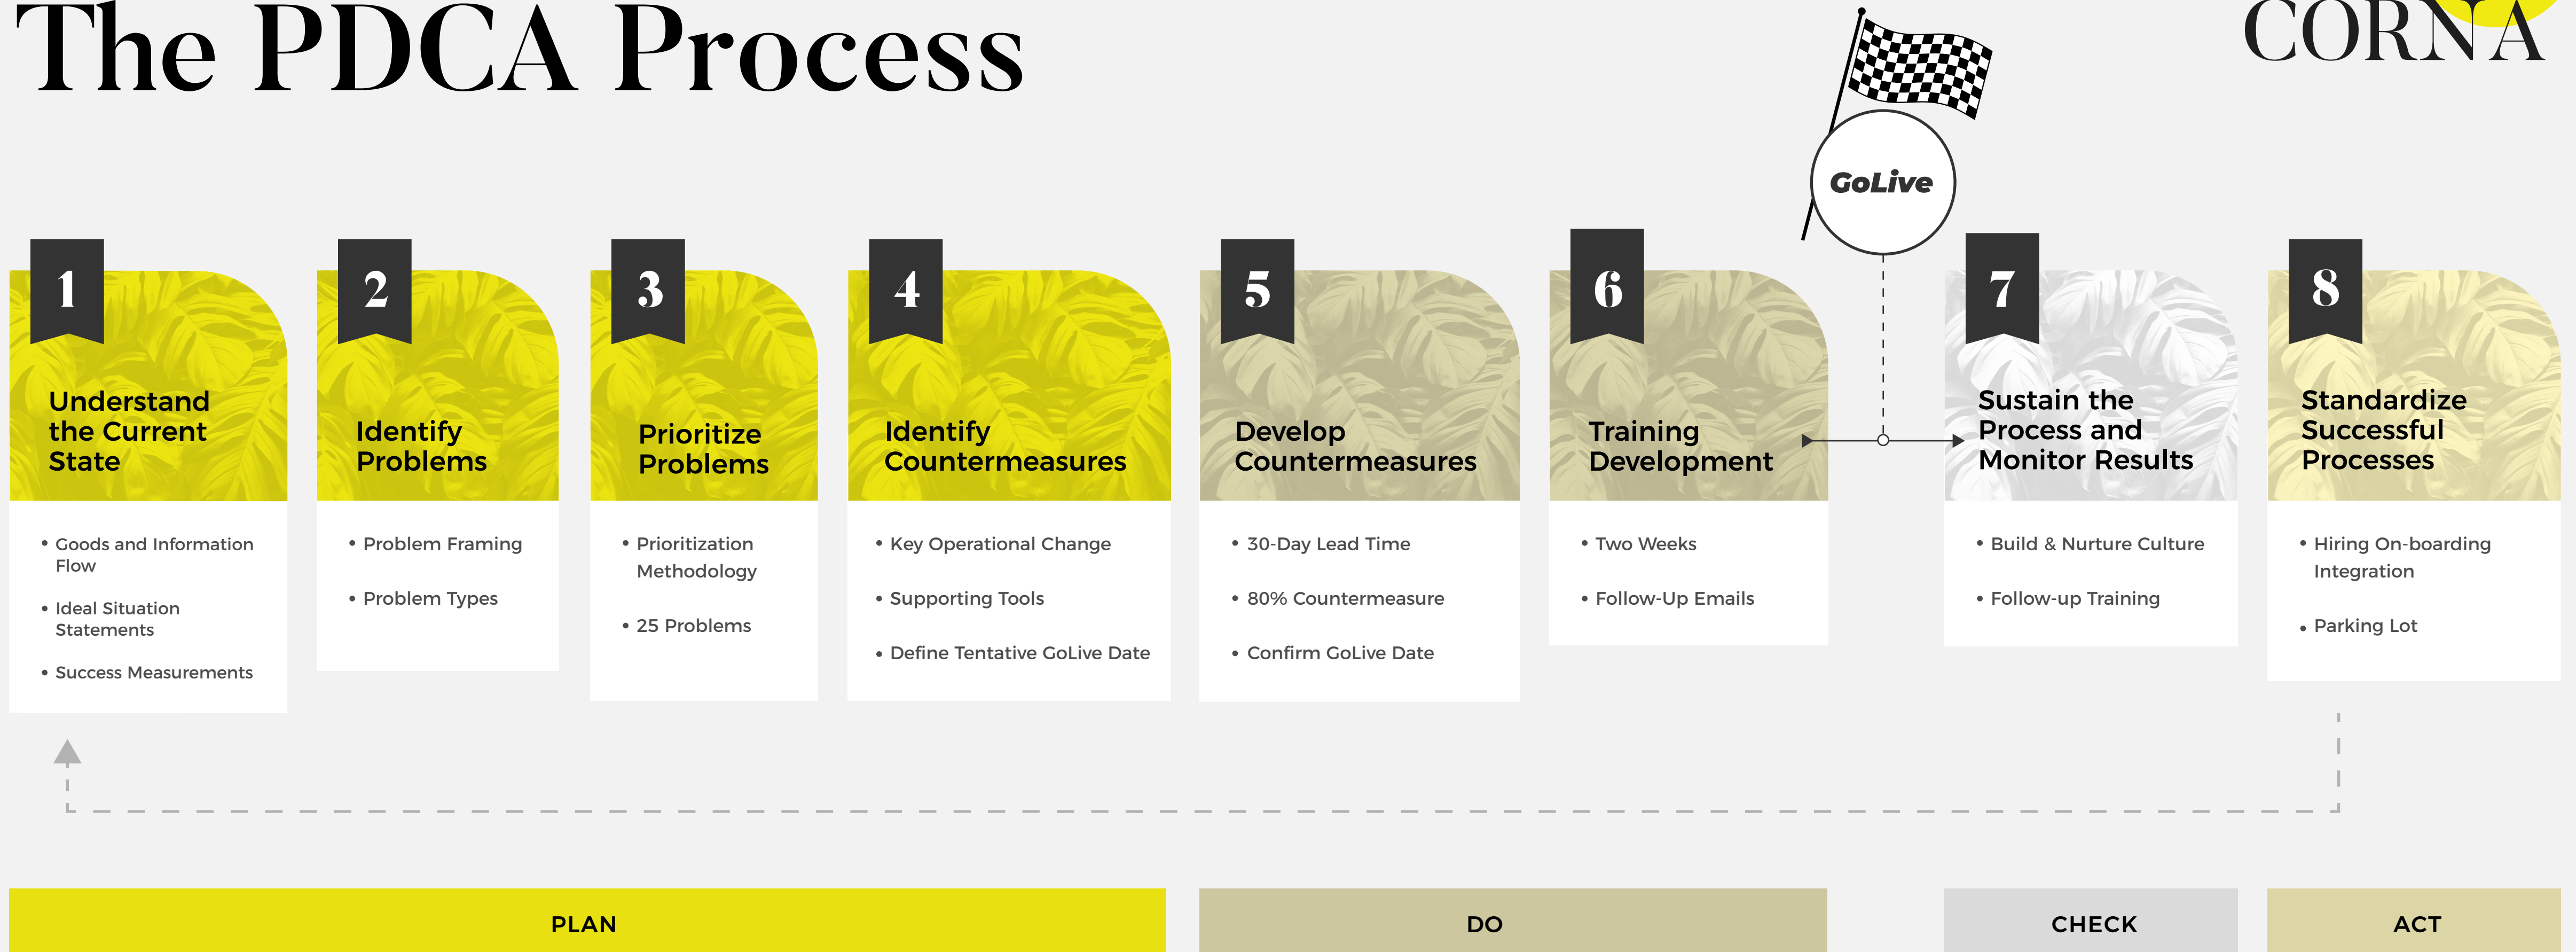 The PDCA Process
CORNA
GoLive
1
Understand
the Current
State
Goods and Information
Flow
Ideal Situation
Statements
Success Measurements
2
Identify
Problems
Problem Framing
Problem Types
3
Prioritize
Problems
Prioritization
Methodology
25 Problems
4
Identify
Countermeasures
Key Operational Change
Supporting Tools
Define Tentative GoLive Date
5
Develop
Countermeasures
30-Day Lead Time
80% Countermeasure
Confirm GoLive Date
6
Training
Development
Two Weeks
Follow-Up Emails
7
Sustain the
Process and
Monitor Results
Build & Nurture Culture
Follow-up Training
8
Standardize
Successful
Processes
Hiring On-boarding
Integration
Parking Lot
PLAN
DO
CHECK
ACT